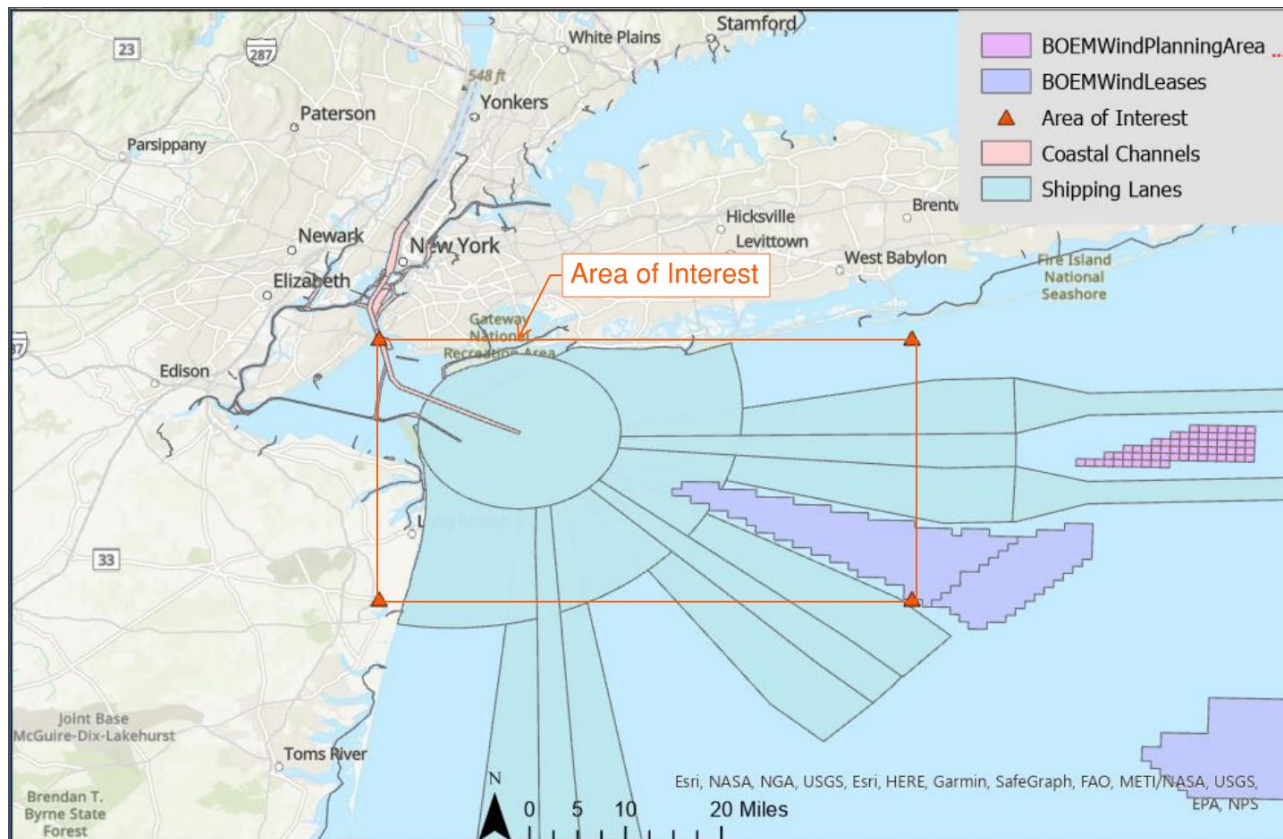 Stamford
White Plains
23
287
548 ft
Yonkers
Paterson
Parsippany
BOEMWindPlanningArea
BOEMWindLeases
Area of Interest
Coastal Channels
Shipping Lanes
Hicksville
Brentw
Levittown
West Babylon
Newark
New York
Elizabeth
Area of Interest
Fire Island
National
Seashore
Gateway
National
Recreation Area
Edison
33
Joint Base
McGuire-Dix-Lakehurst
Toms River
Brendan T.
Byrne State
Forest
N
0 5 10 20 Miles
Esri, NASA, NGA, USGS, Esri, HERE, Garmin, SafeGraph, FAO, METI/NASA, USGS,
EPA, NPS